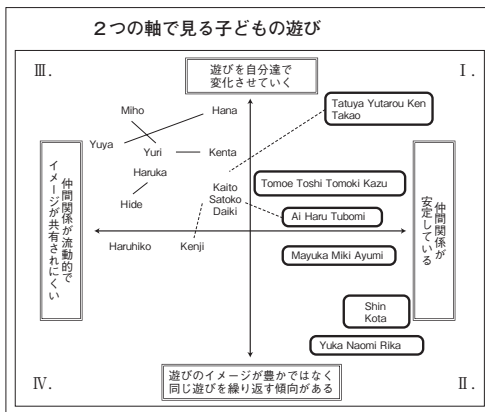 ２つの軸で見る子どもの遊び
Ⅲ.
遊びを自分達で
変化させていく
Ⅰ.
Miho
Hana
Tatuya Yutarou Ken
Takao
Yuya
Yuri
Kenta
仲間関係が流動的で
イメージが共有されにくい
Haruka
Kaito
Satoko
Daiki
Tomoe Toshi Tomoki Kazu
仲間関係が
安定している
Hide
Ai Haru Tubomi
Haruhiko
Kenji
Mayuka Miki Ayumi
Shin
Kota
Yuka Naomi Rika
Ⅳ.
遊びのイメージが豊かではなく
同じ遊びを繰り返す傾向がある
Ⅱ.